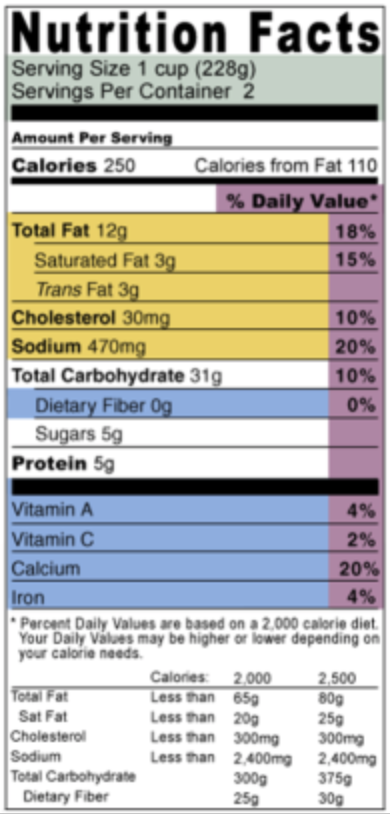 Nutrition Facts
Serving Size 1 cup (228g)
Servings Per Container 2
Amount Per Serving
Calories 250 Calories from Fat 110
% Daily Value*
Total Fat 12g 18%
Saturated Fat 3g 15%
Trans Fat 3g
Cholesterol 30mg 10%
Sodium 470mg 20%
Total Carbohydrate 31g 10%
Dietary Fiber 0g 0%
Sugars 5g
Protein 5g
Vitamin A 4%
Vitamin C 2%
Calcium 20%
Iron 4%
* Percent Daily Values are based on a 2,000 calorie diet.
Your Daily Values may be higher or lower depending on
your calorie needs.
Calories: 2,000 2,500
Total Fat Less than 65g 80g
Sat Fat Less than 20g 25g
Cholesterol Less than 300mg 300mg
Sodium Less than 2,400mg 2,400mg
Total Carbohydrate 300g 375g
Dietary Fiber 25g 30g